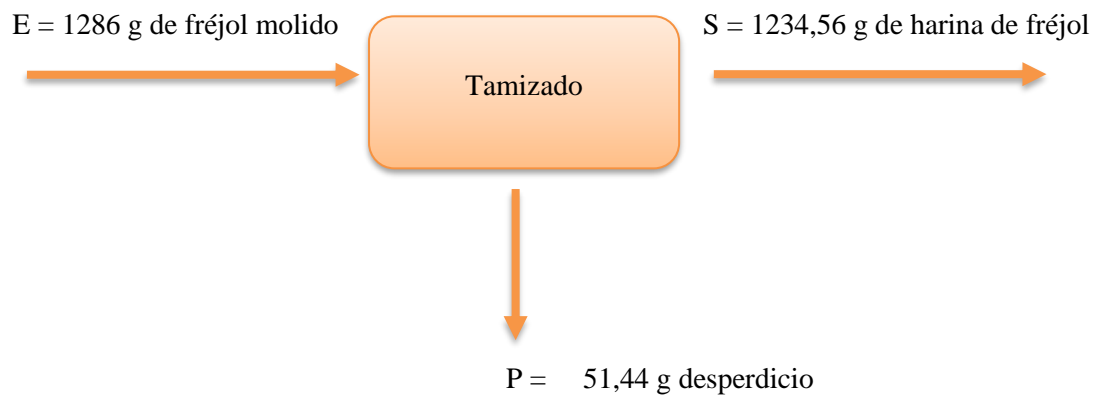 E = 1286 g de fréjol molido
S = 1234,56 g de harina de fréjol
Tamizado
P = 51,44 g desperdicio